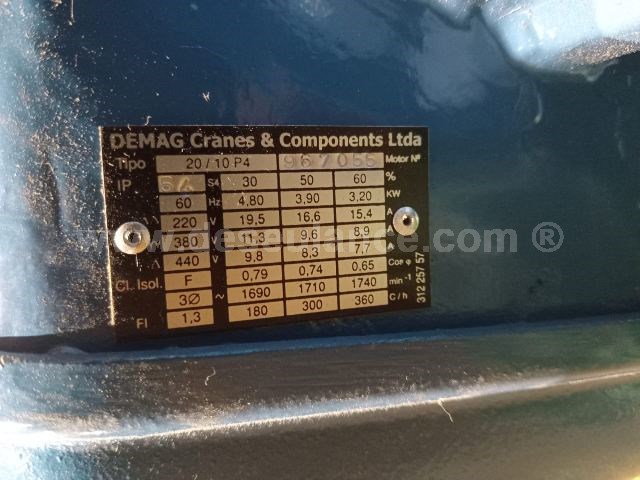 DEMAG Cranes & Components Ltda
Tipo 20/10 P4 967055 Motor Nº
IP 54 S4 30 50 60 %
60 Hz 4,80 3,90 3,20 KW
220 V 19,5 16,6 15,4 A
380 V 11,3 9,6 8,9 A
440 V 9,8 8,3 7,7 A
Cl. Isol. F 0,79 0,74 0,65 Cos φ
3Ø ~ 1690 1710 1740 min⁻¹
FI 1,3 180 300 360 C/h
312 257 57